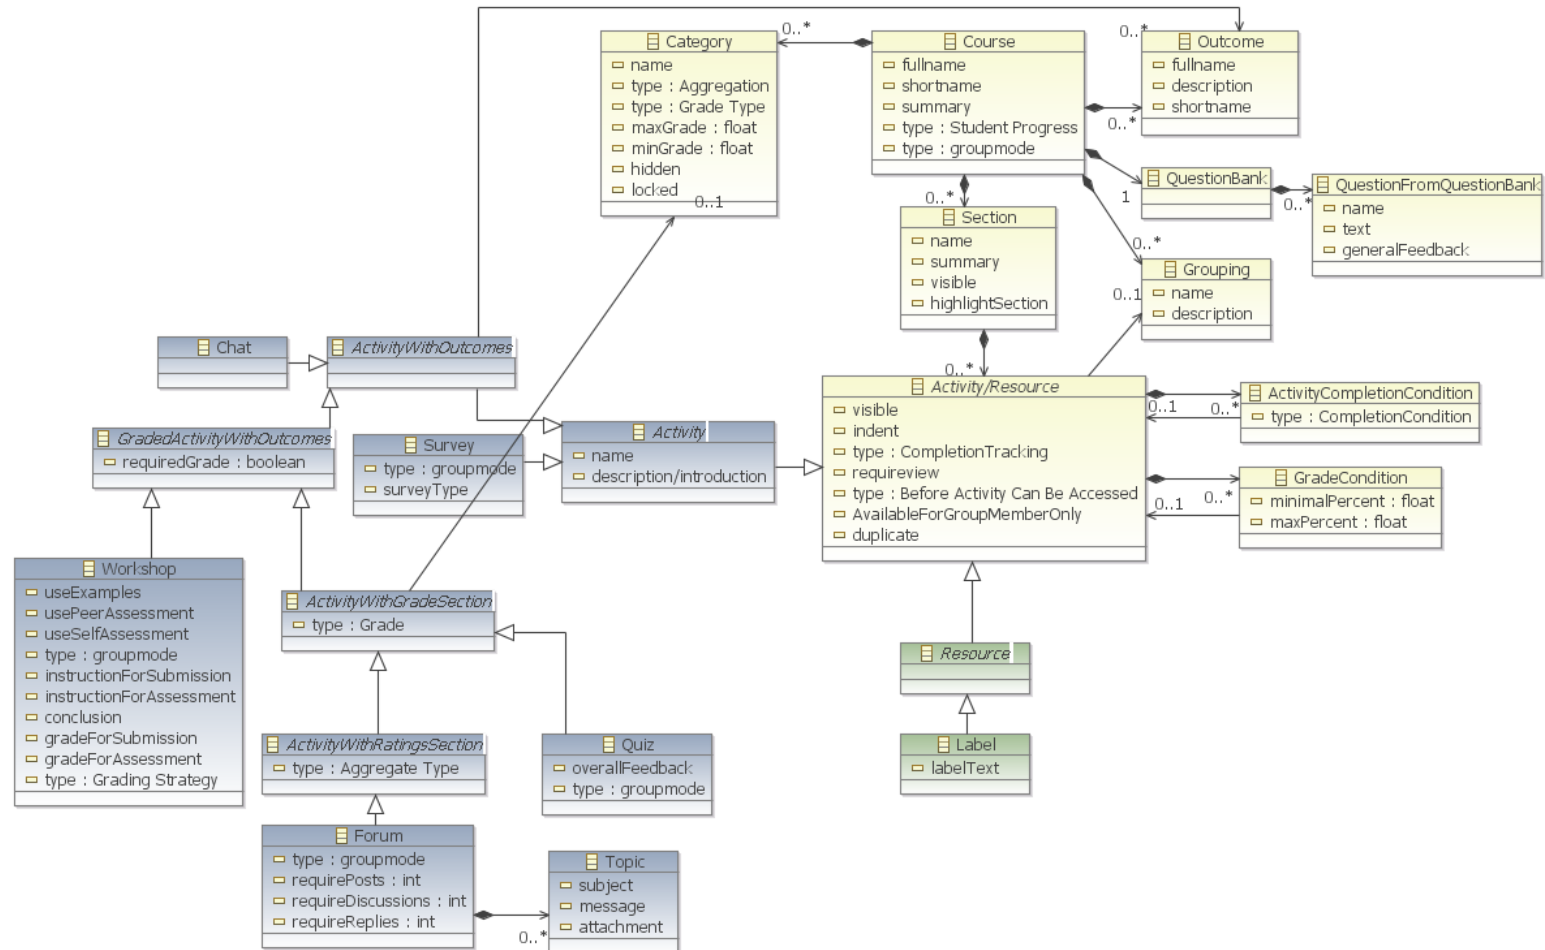 Category
name
type : Aggregation
type : Grade Type
maxGrade : float
minGrade : float
hidden
locked
0..1
0..*
Course
fullname
shortname
summary
type : Student Progress
type : groupmode
0..*
Outcome
fullname
description
shortname
0..*
QuestionBank
1
0..*
QuestionFromQuestionBank
name
text
generalFeedback
0..*
Section
name
summary
visible
highlightSection
0..*
Grouping
name
description
0..1
Chat
ActivityWithOutcomes
GradedActivityWithOutcomes
requiredGrade : boolean
Survey
type : groupmode
surveyType
Activity
name
description/introduction
0..*
Activity/Resource
visible
indent
type : CompletionTracking
requireview
type : Before Activity Can Be Accessed
AvailableForGroupMemberOnly
duplicate
0..1
0..*
ActivityCompletionCondition
type : CompletionCondition
0..1
0..*
GradeCondition
minimalPercent : float
maxPercent : float
Workshop
useExamples
usePeerAssessment
useSelfAssessment
type : groupmode
instructionForSubmission
instructionForAssessment
conclusion
gradeForSubmission
gradeForAssessment
type : Grading Strategy
ActivityWithGradeSection
type : Grade
Resource
ActivityWithRatingsSection
type : Aggregate Type
Quiz
overallFeedback
type : groupmode
Label
labelText
Forum
type : groupmode
requirePosts : int
requireDiscussions : int
requireReplies : int
0..*
Topic
subject
message
attachment